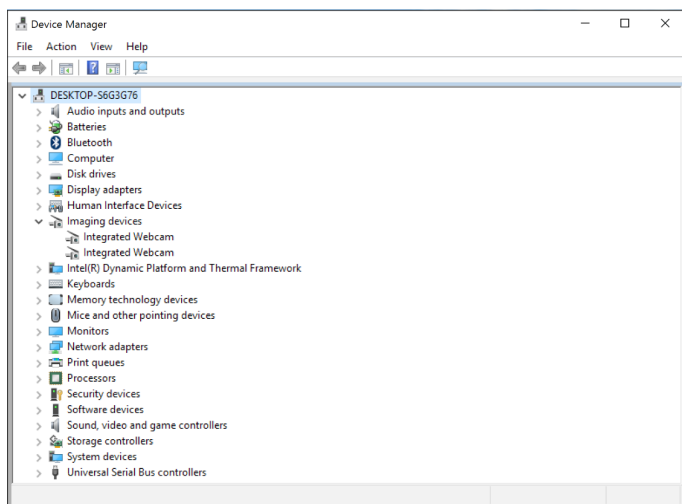 Device Manager
File Action View Help
DESKTOP-S6G3G76
Audio inputs and outputs
Batteries
Bluetooth
Computer
Disk drives
Display adapters
Human Interface Devices
Imaging devices
Integrated Webcam
Integrated Webcam
Intel(R) Dynamic Platform and Thermal Framework
Keyboards
Memory technology devices
Mice and other pointing devices
Monitors
Network adapters
Print queues
Processors
Security devices
Software devices
Sound, video and game controllers
Storage controllers
System devices
Universal Serial Bus controllers